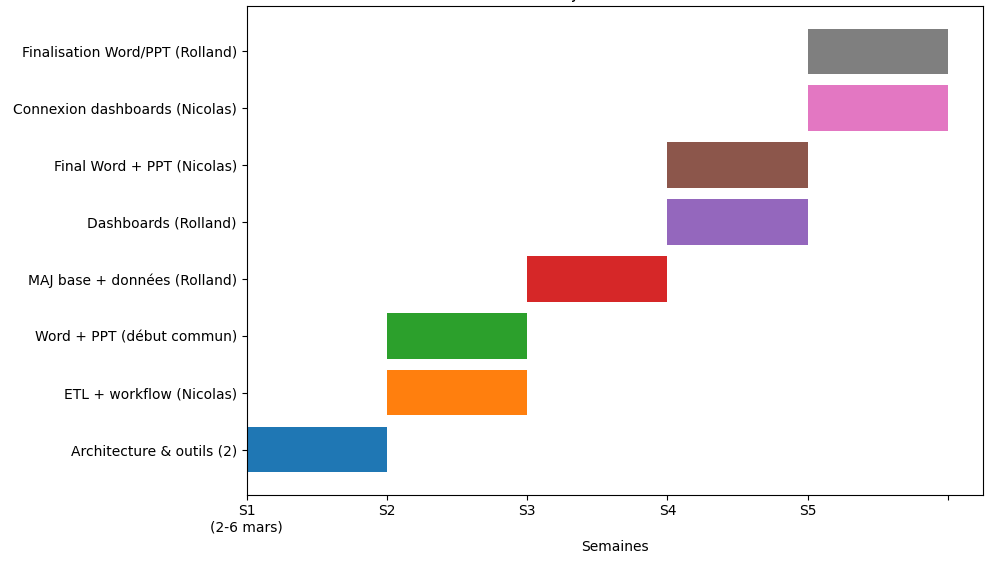 Finalisation Word/PPT (Rolland)
Connexion dashboards (Nicolas)
Final Word + PPT (Nicolas)
Dashboards (Rolland)
MAJ base + données (Rolland)
Word + PPT (début commun)
ETL + workflow (Nicolas)
Architecture & outils (2)
S1 S2 S3 S4 S5
(2-6 mars)
Semaines